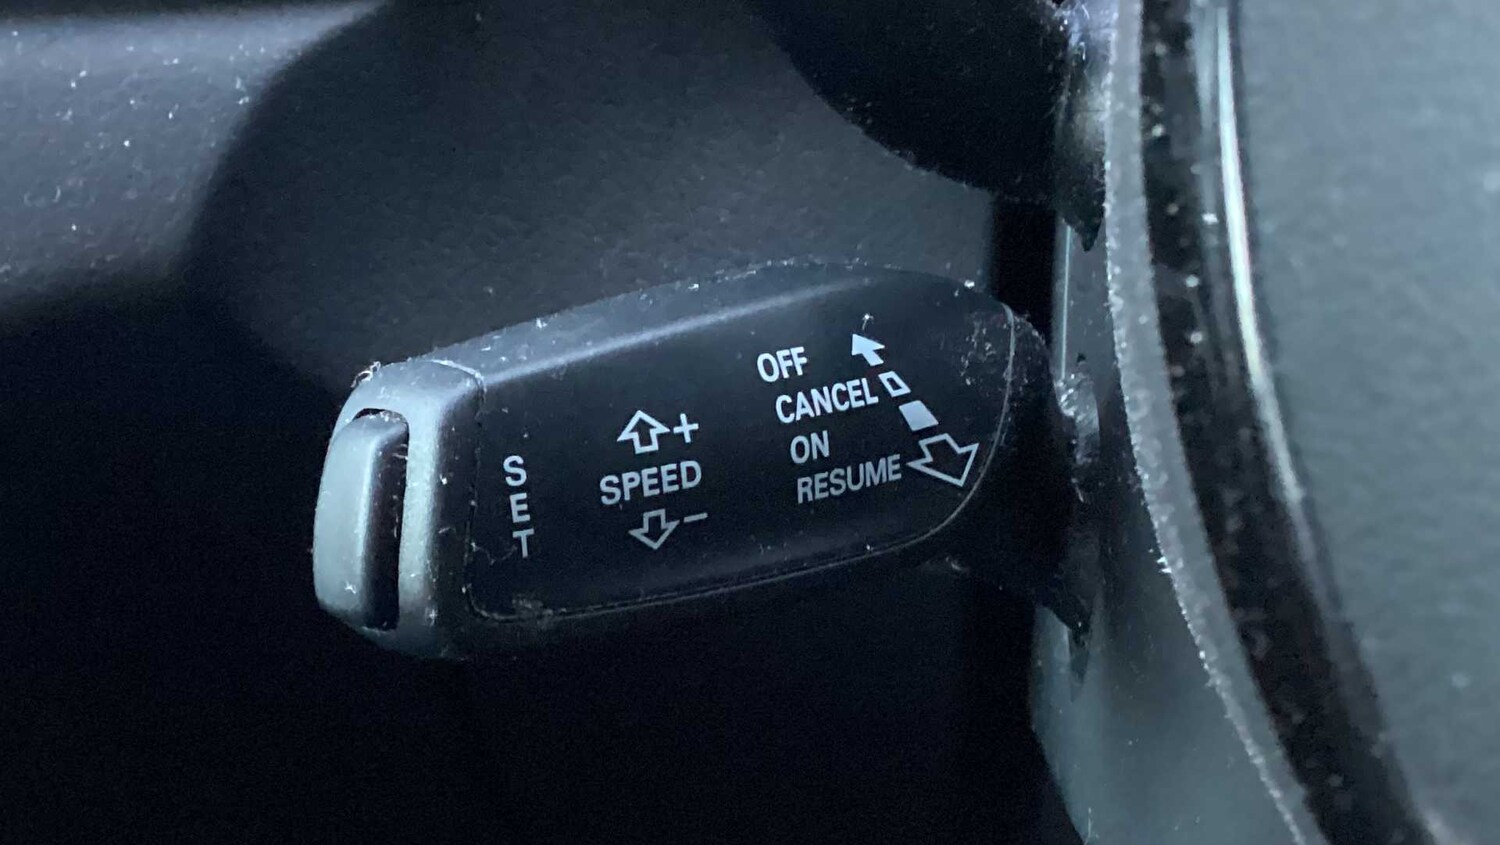 SET
+
SPEED
-
OFF
CANCEL
ON
RESUME